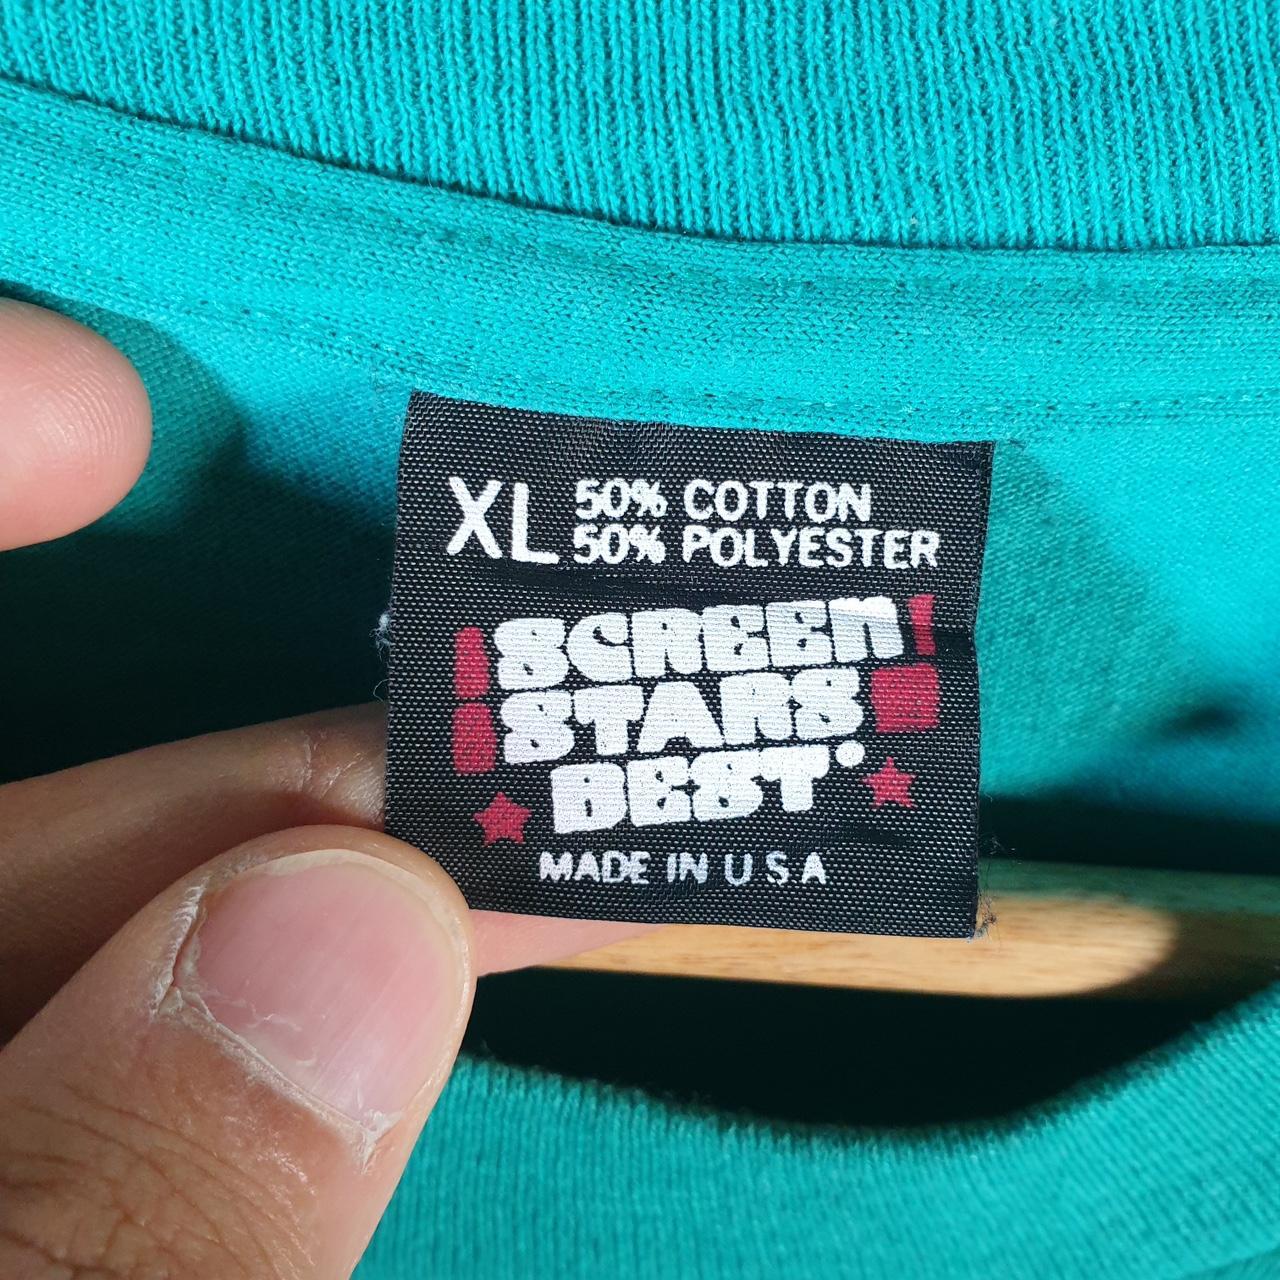 XL 50% COTTON
50% POLYESTER
SCREEN
STARS
BEST
MADE IN U S A